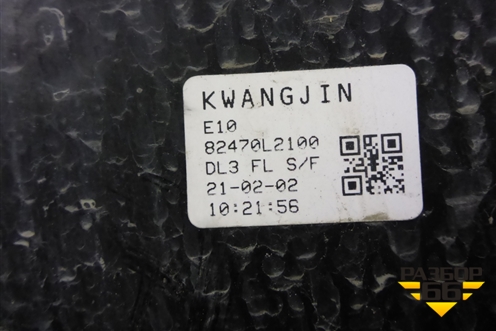 KWANGJIN
E10
82470L2100
DL3 FL S/F
21-02-02
10:21:56
РАЗБОР
66